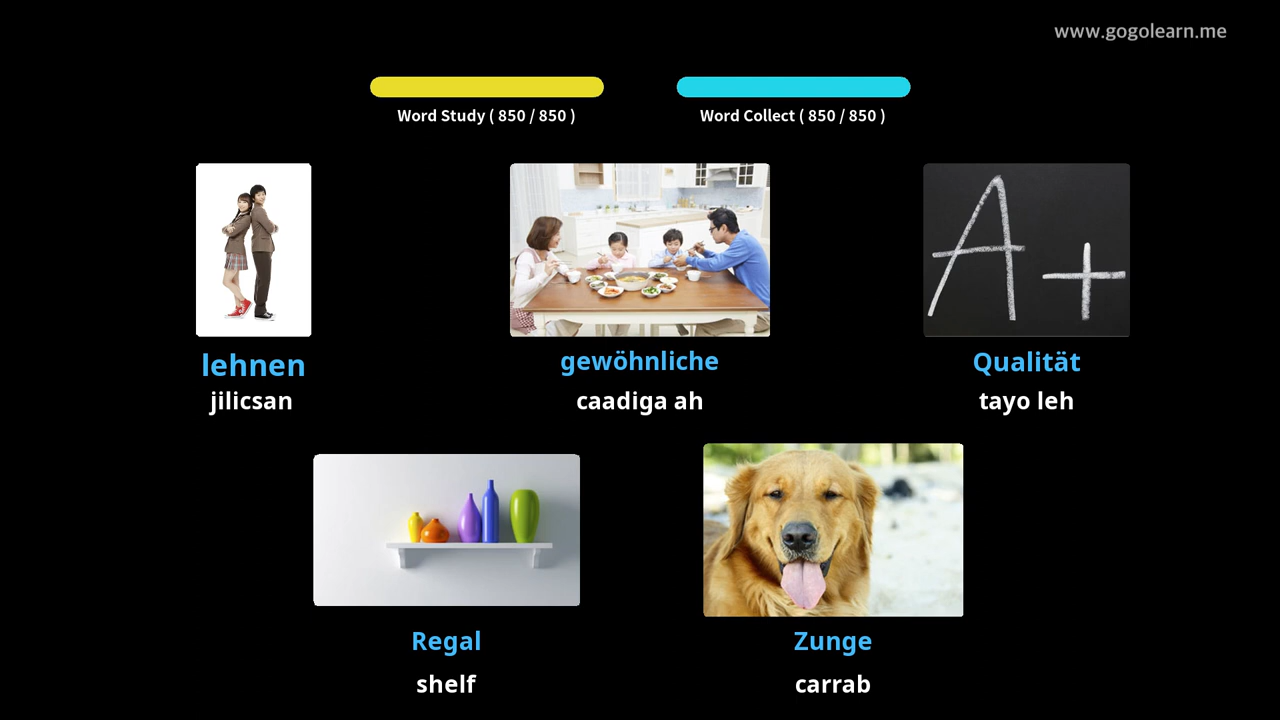 www.gogolearn.me
Word Study ( 850 / 850 )
Word Collect ( 850 / 850 )
A+
lehnen
jilicsan
gewöhnliche
caadiga ah
Qualität
tayo leh
Regal
shelf
Zunge
carrab